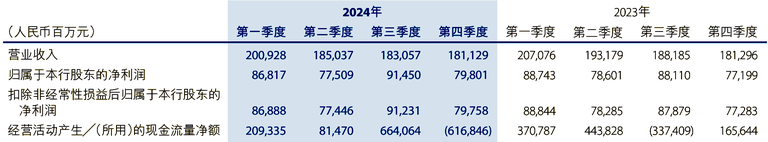 2024年 2023年
（人民币百万元） 第一季度 第二季度 第三季度 第四季度 第一季度 第二季度 第三季度 第四季度
营业收入 200,928 185,037 183,057 181,129 207,076 193,179 188,185 181,296
归属于本行股东的净利润 86,817 77,509 91,450 79,801 88,743 78,601 88,110 77,199
扣除非经常性损益后归属于本行股东的
净利润 86,888 77,446 91,231 79,758 88,844 78,285 87,879 77,283
经营活动产生／(所用)的现金流量净额 209,335 81,470 664,064 (616,846) 370,787 443,828 (337,409) 165,644